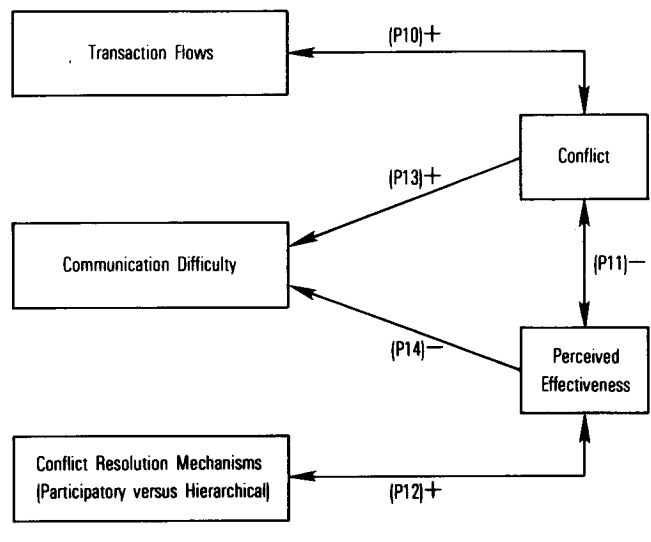 Transaction Flows
(P10)+
Conflict
(P13)+
Communication Difficulty
(P11)−
(P14)−
Perceived
Effectiveness
Conflict Resolution Mechanisms
(Participatory versus Hierarchical)
(P12)+